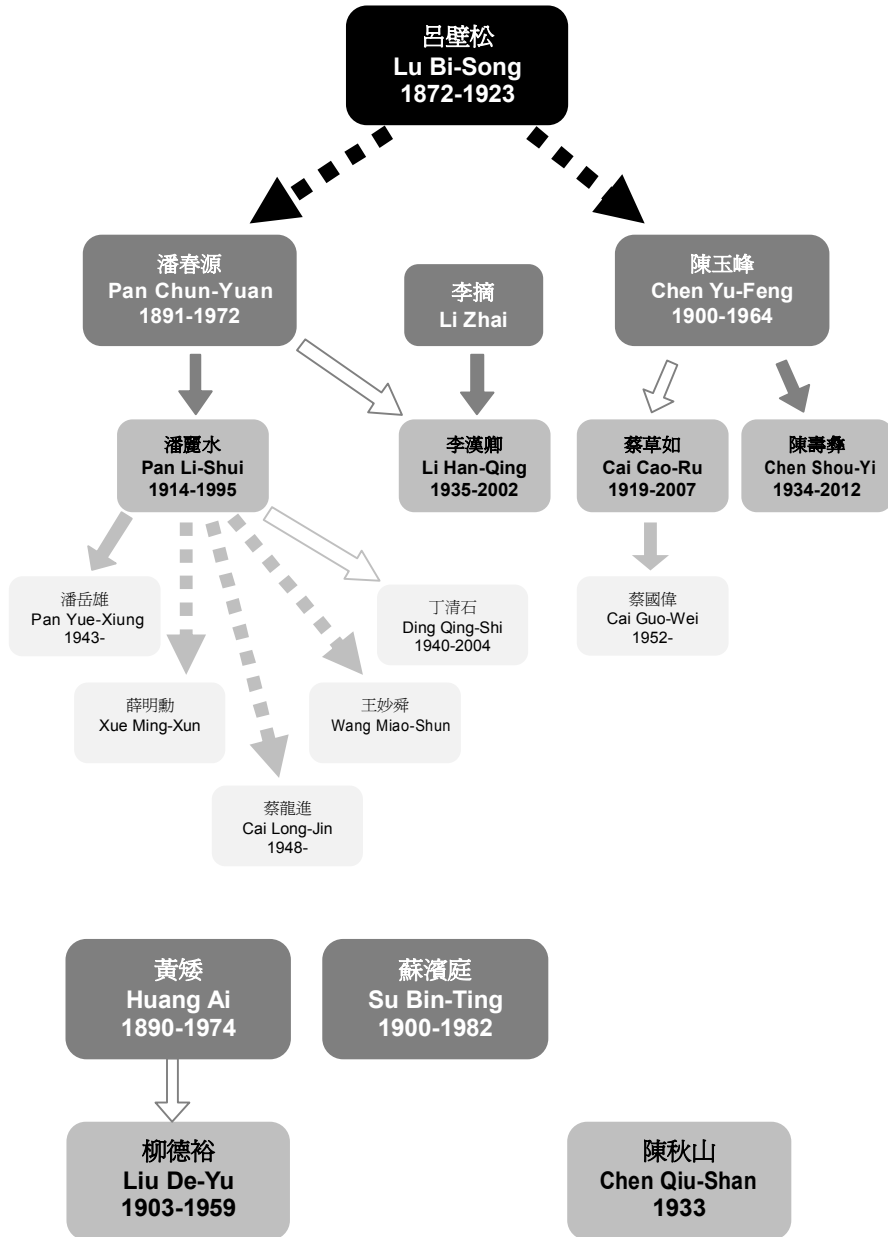 呂壁松
Lu Bi-Song
1872-1923
潘春源
Pan Chun-Yuan
1891-1972
李摘
Li Zhai
陳玉峰
Chen Yu-Feng
1900-1964
潘麗水
Pan Li-Shui
1914-1995
李漢卿
Li Han-Qing
1935-2002
蔡草如
Cai Cao-Ru
1919-2007
陳壽彝
Chen Shou-Yi
1934-2012
潘岳雄
Pan Yue-Xiung
1943-
丁清石
Ding Qing-Shi
1940-2004
蔡國偉
Cai Guo-Wei
1952-
薛明勳
Xue Ming-Xun
王妙舜
Wang Miao-Shun
蔡龍進
Cai Long-Jin
1948-
黃矮
Huang Ai
1890-1974
蘇濱庭
Su Bin-Ting
1900-1982
柳德裕
Liu De-Yu
1903-1959
陳秋山
Chen Qiu-Shan
1933